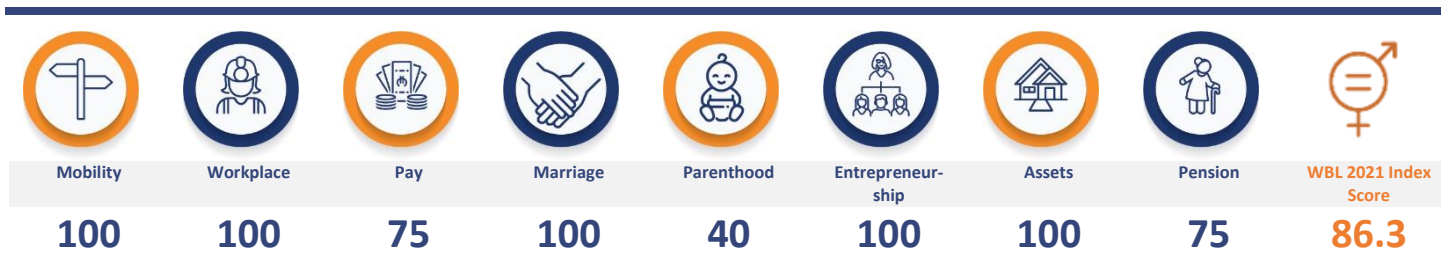 Mobility
Workplace
Pay
Marriage
Parenthood
Entrepreneur-
ship
Assets
Pension
WBL 2021 Index
Score
100
100
75
100
40
100
100
75
86.3